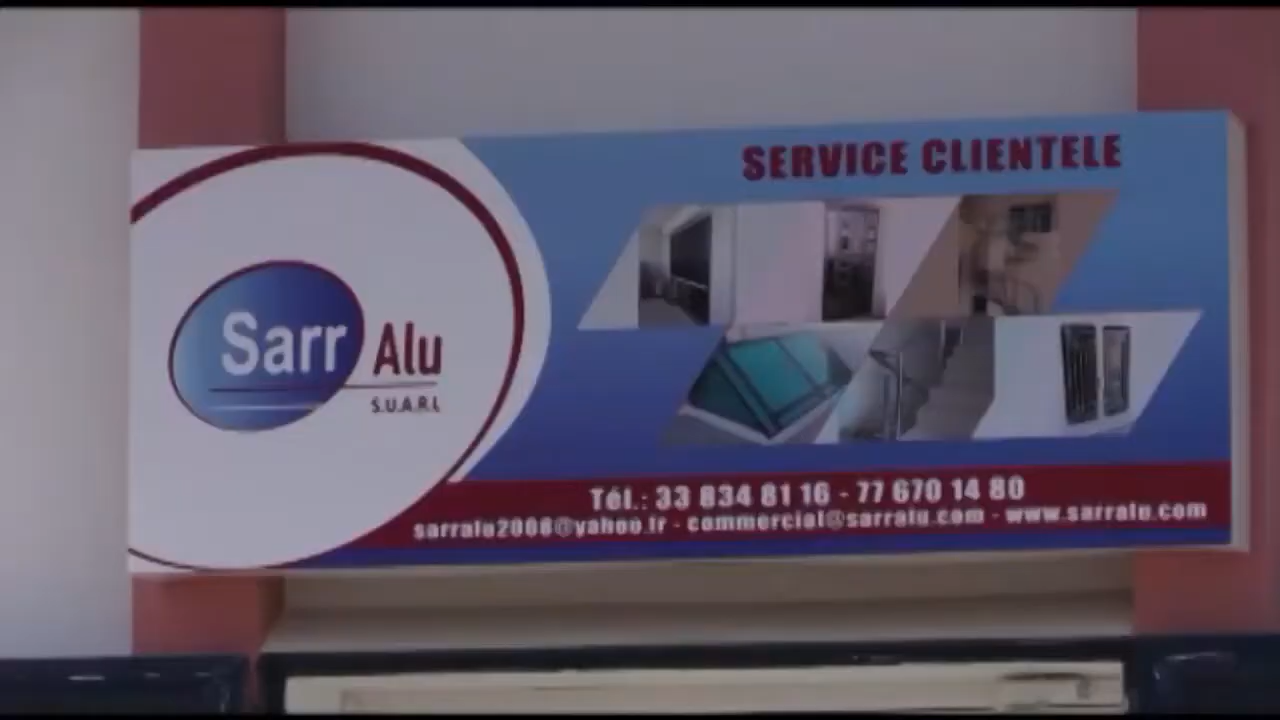 SERVICE CLIENTELE
Sarr Alu
S.U.A.R.L
Tél.: 33 834 81 16 - 77 670 14 80
sarralu2008@yahoo.fr - commercial@sarralu.com - www.sarralu.com